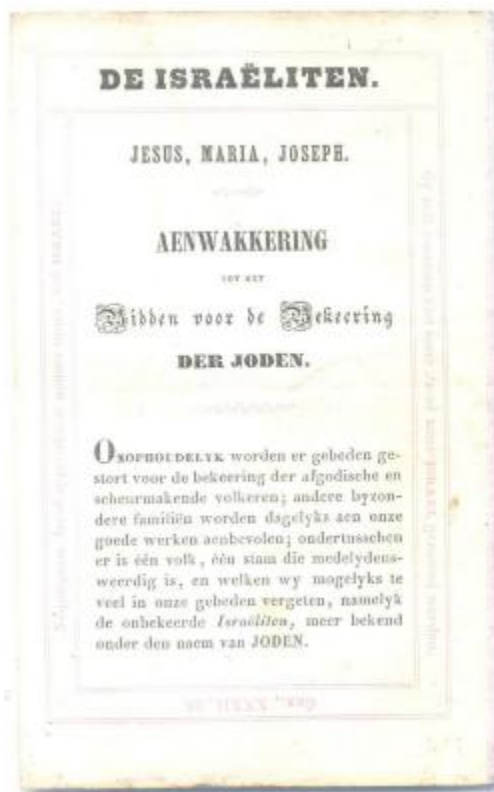 DE ISRAËLITEN.
JESUS, MARIA, JOSEPH.
AENWAKKERING
TOT HET
Bidden voor de Bekeering
DER JODEN.
ONOPHOUDELYK worden er gebeden ge-
stort voor de bekeering der afgodische en
scheurmakende volkeren; andere byzon-
dere familiën worden dagelyks aen onze
goede werken aenbevolen; ondertusschen
er is één volk, één stam die medelydens-
weerdig is, en welken wy mogelyks te
veel in onze gebeden vergeten, namelyk
de onbekeerde Israëliten, meer bekend
onder den naem van JODEN.